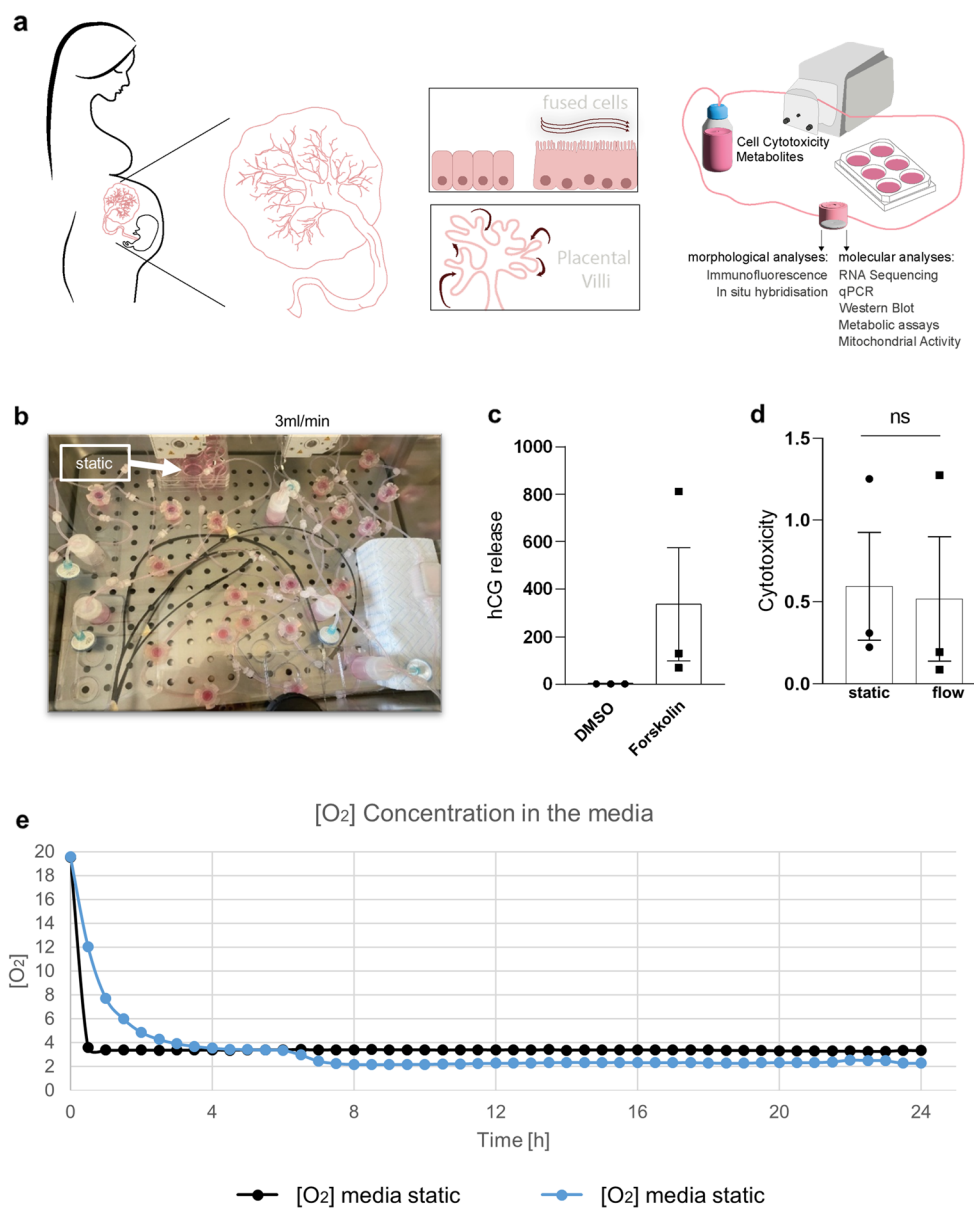 a
fused cells
Placental
Villi
Cell Cytotoxicity
Metabolites
morphological analyses:
Immunofluorescence
In situ hybridisation
molecular analyses:
RNA Sequencing
qPCR
Western Blot
Metabolic assays
Mitochondrial Activity
b
3ml/min
static
c
hCG release
1000
800
600
400
200
0
DMSO
Forskolin
d
ns
Cytotoxicity
1.5
1.0
0.5
0.0
static flow
e
[O2] Concentration in the media
[O2]
20
18
16
14
12
10
8
6
4
2
0
0 4 8 12 16 20 24
Time [h]
[O2] media static [O2] media static